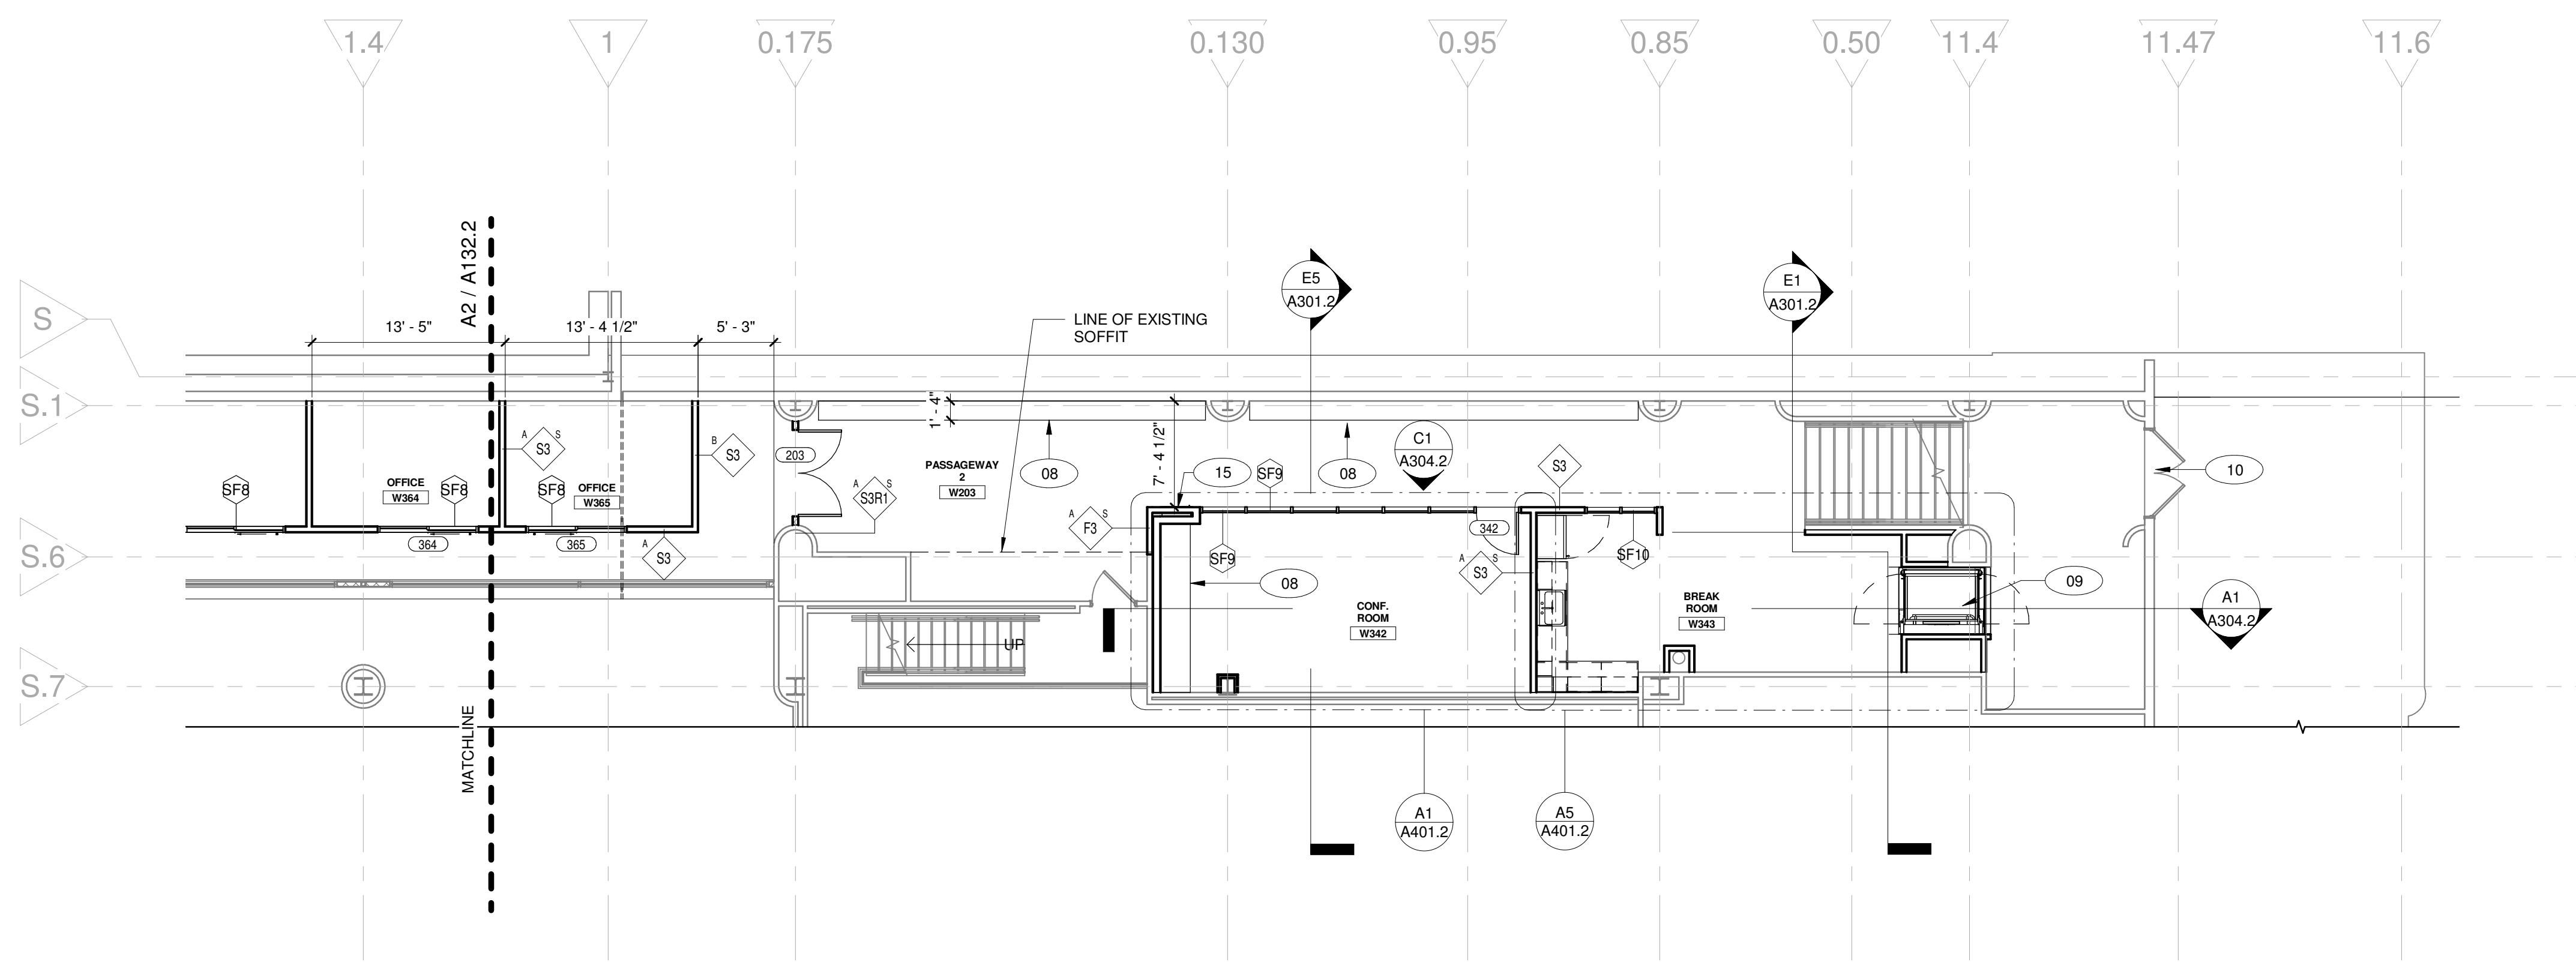 1.4
1
0.175
0.130
0.95
0.85
0.50
11.4
11.47
11.6
S
S.1
S.6
S.7
A2 / A132.2
MATCHLINE
13' - 5"
13' - 4 1/2"
5' - 3"
LINE OF EXISTING
SOFFIT
E5
A301.2
E1
A301.2
1' - 4"
7' - 4 1/2"
C1
A304.2
A S
S3
B
S3
203
PASSAGEWAY
2
W203
08
15
SF9
08
S3
10
SF8
OFFICE
W364
SF8
SF8
OFFICE
W365
A S
S3R1
A S
F3
342
364
365
A
S3
SF9
A S
S3
SF10
08
09
CONF.
ROOM
W342
BREAK
ROOM
W343
A1
A304.2
UP
A1
A401.2
A5
A401.2